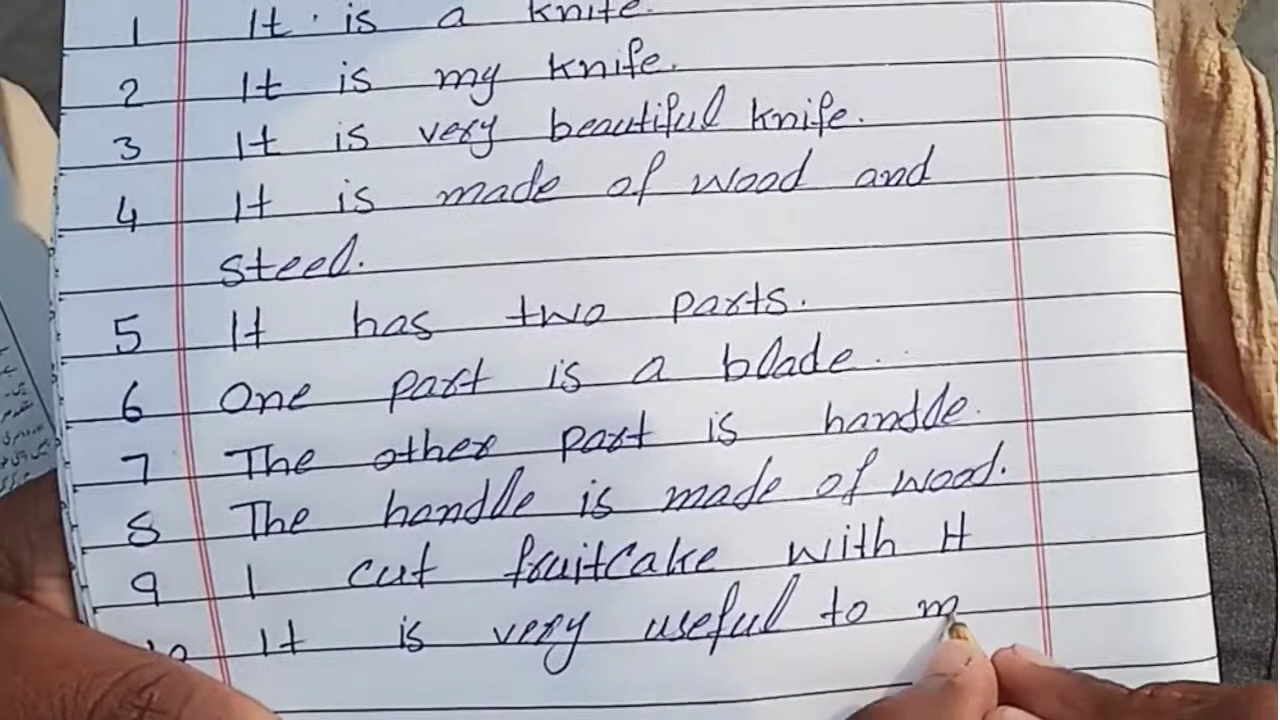 1 It is a knife.
2 It is my knife.
3 It is very beautiful knife.
4 It is made of wood and
steel.
5 It has two parts.
6 One part is a blade.
7 The other part is handle.
8 The handle is made of wood.
9 I cut fruitcake with it
10 It is very useful to m